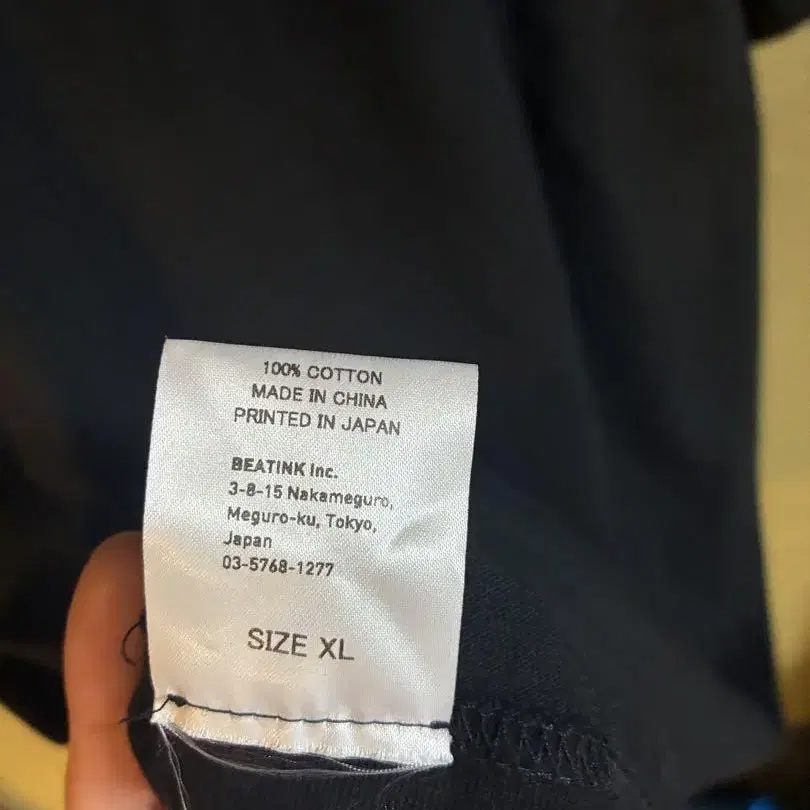 100% COTTON
MADE IN CHINA
PRINTED IN JAPAN
BEATINK Inc.
3-8-15 Nakameguro,
Meguro-ku, Tokyo,
Japan
03-5768-1277
SIZE XL